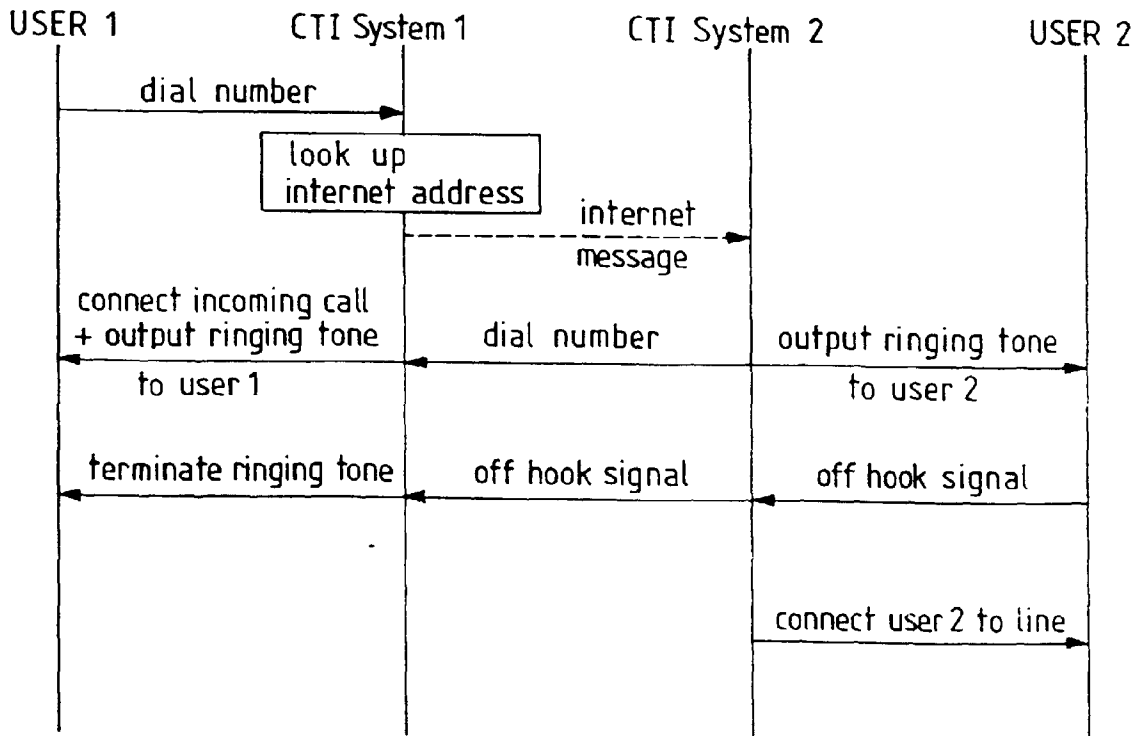 USER 1
CTI System 1
CTI System 2
USER 2
dial number
look up
internet address
internet
message
connect incoming call
+ output ringing tone
to user 1
dial number
output ringing tone
to user 2
terminate ringing tone
off hook signal
off hook signal
connect user 2 to line